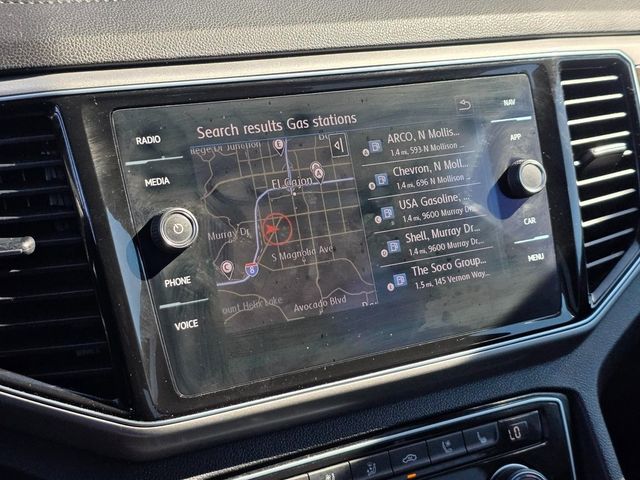 Search results Gas stations
NAV
RADIO
MEDIA
PHONE
VOICE
APP
CAR
MENU
ARCO, N Mollis...
1.4 mi, 593 N Mollison
Chevron, N Moll...
1.4 mi, 696 N Mollison ...
USA Gasoline, ...
1.4 mi, 9600 Murray Dr...
Shell, Murray Dr...
1.4 mi, 9600 Murray Dr...
The Soco Group...
1.5 mi, 145 Vernon Way...
El Cajon
Murray Dr
S Magnolia Ave
8
Avocado Blvd
Lake
A
E
C
LO